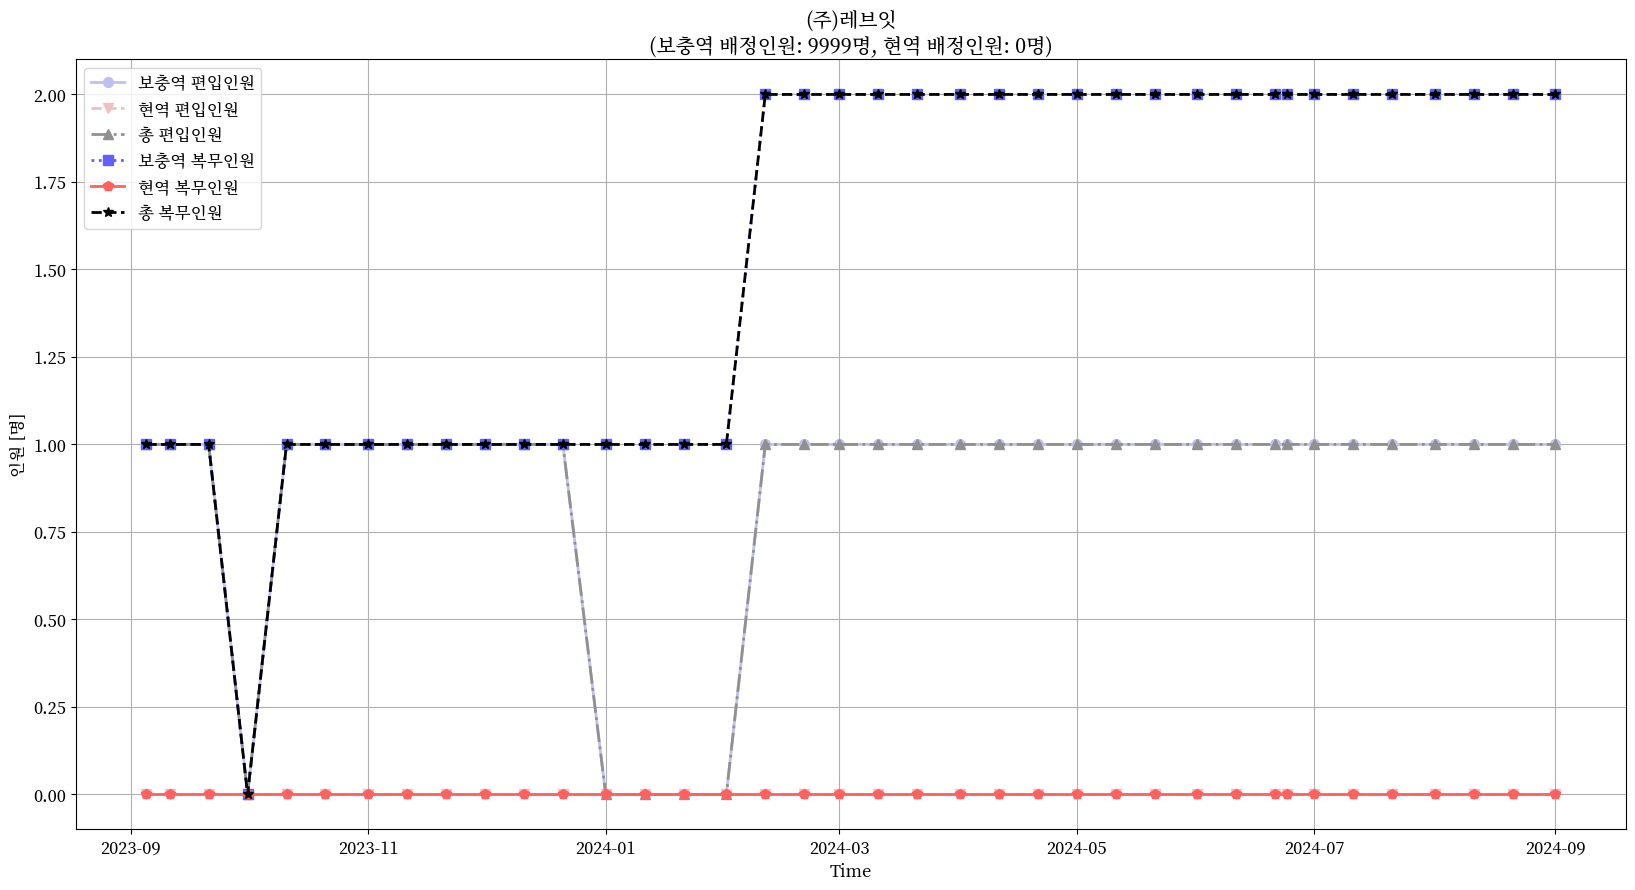 (주)레브잇
(보충역 배정인원: 9999명, 현역 배정인원: 0명)
보충역 편입인원
현역 편입인원
총 편입인원
보충역 복무인원
현역 복무인원
총 복무인원
2.00
1.75
1.50
1.25
1.00
0.75
0.50
0.25
0.00
인원 [명]
2023-09 2023-11 2024-01 2024-03 2024-05 2024-07 2024-09
Time